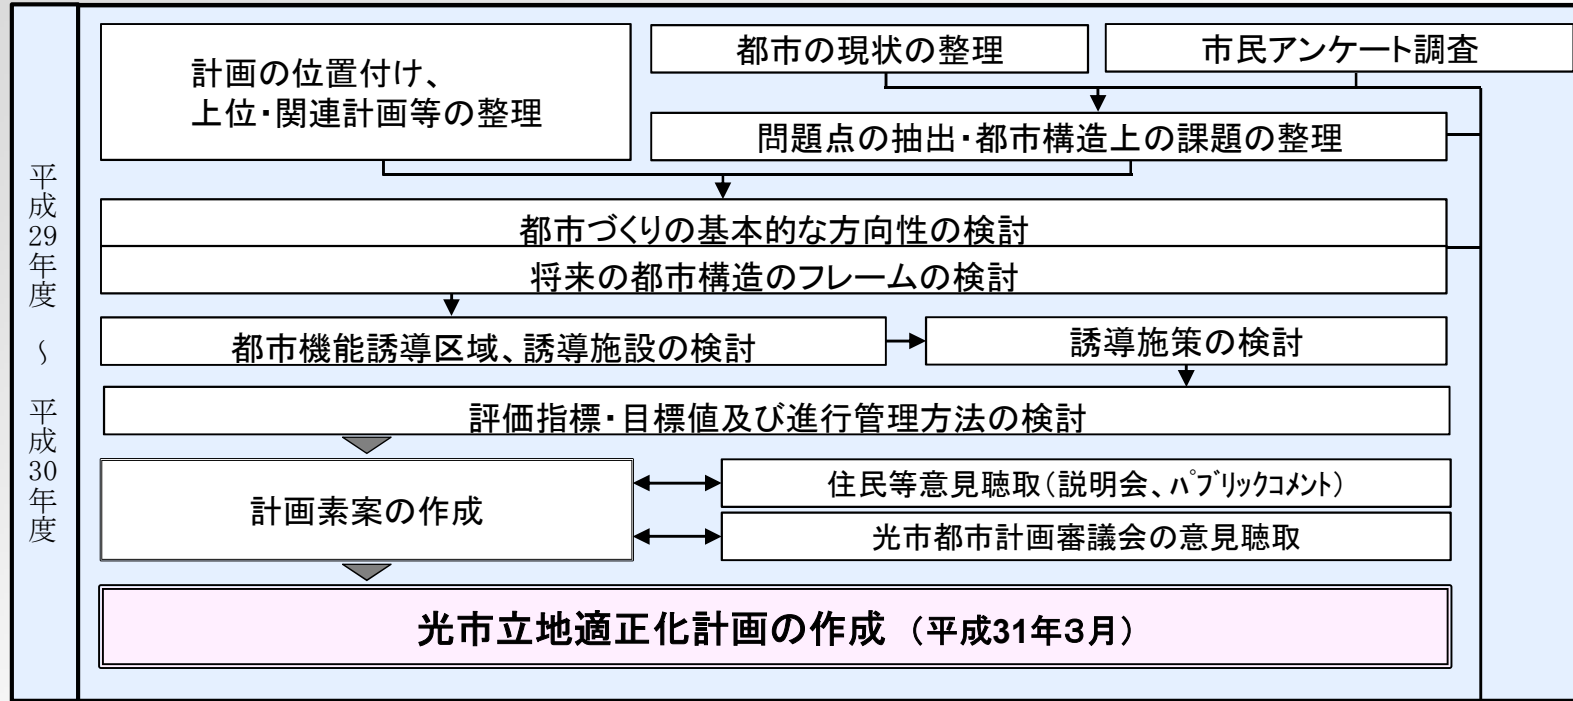 平成29年度 〜 平成30年度
計画の位置付け、
上位・関連計画等の整理
都市の現状の整理
市民アンケート調査
問題点の抽出・都市構造上の課題の整理
都市づくりの基本的な方向性の検討
将来の都市構造のフレームの検討
都市機能誘導区域、誘導施設の検討
誘導施策の検討
評価指標・目標値及び進行管理方法の検討
計画素案の作成
住民等意見聴取（説明会、ﾊﾟﾌﾞﾘｯｸｺﾒﾝﾄ）
光市都市計画審議会の意見聴取
光市立地適正化計画の作成（平成31年３月）